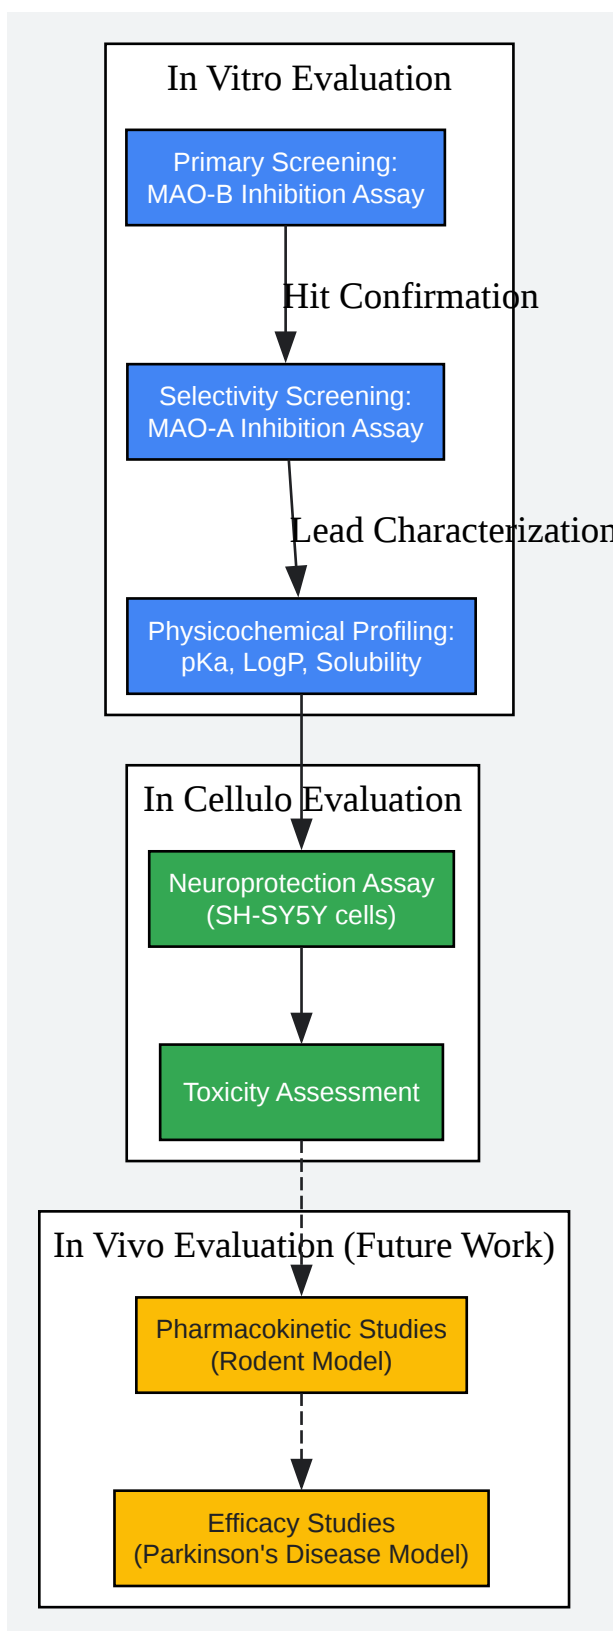 In Vitro Evaluation
Primary Screening:
MAO-B Inhibition Assay
Hit Confirmation
Selectivity Screening:
MAO-A Inhibition Assay
Lead Characterization
Physicochemical Profiling:
pKa, LogP, Solubility
In Cellulo Evaluation
Neuroprotection Assay
(SH-SY5Y cells)
Toxicity Assessment
In Vivo Evaluation (Future Work)
Pharmacokinetic Studies
(Rodent Model)
Efficacy Studies
(Parkinson's Disease Model)